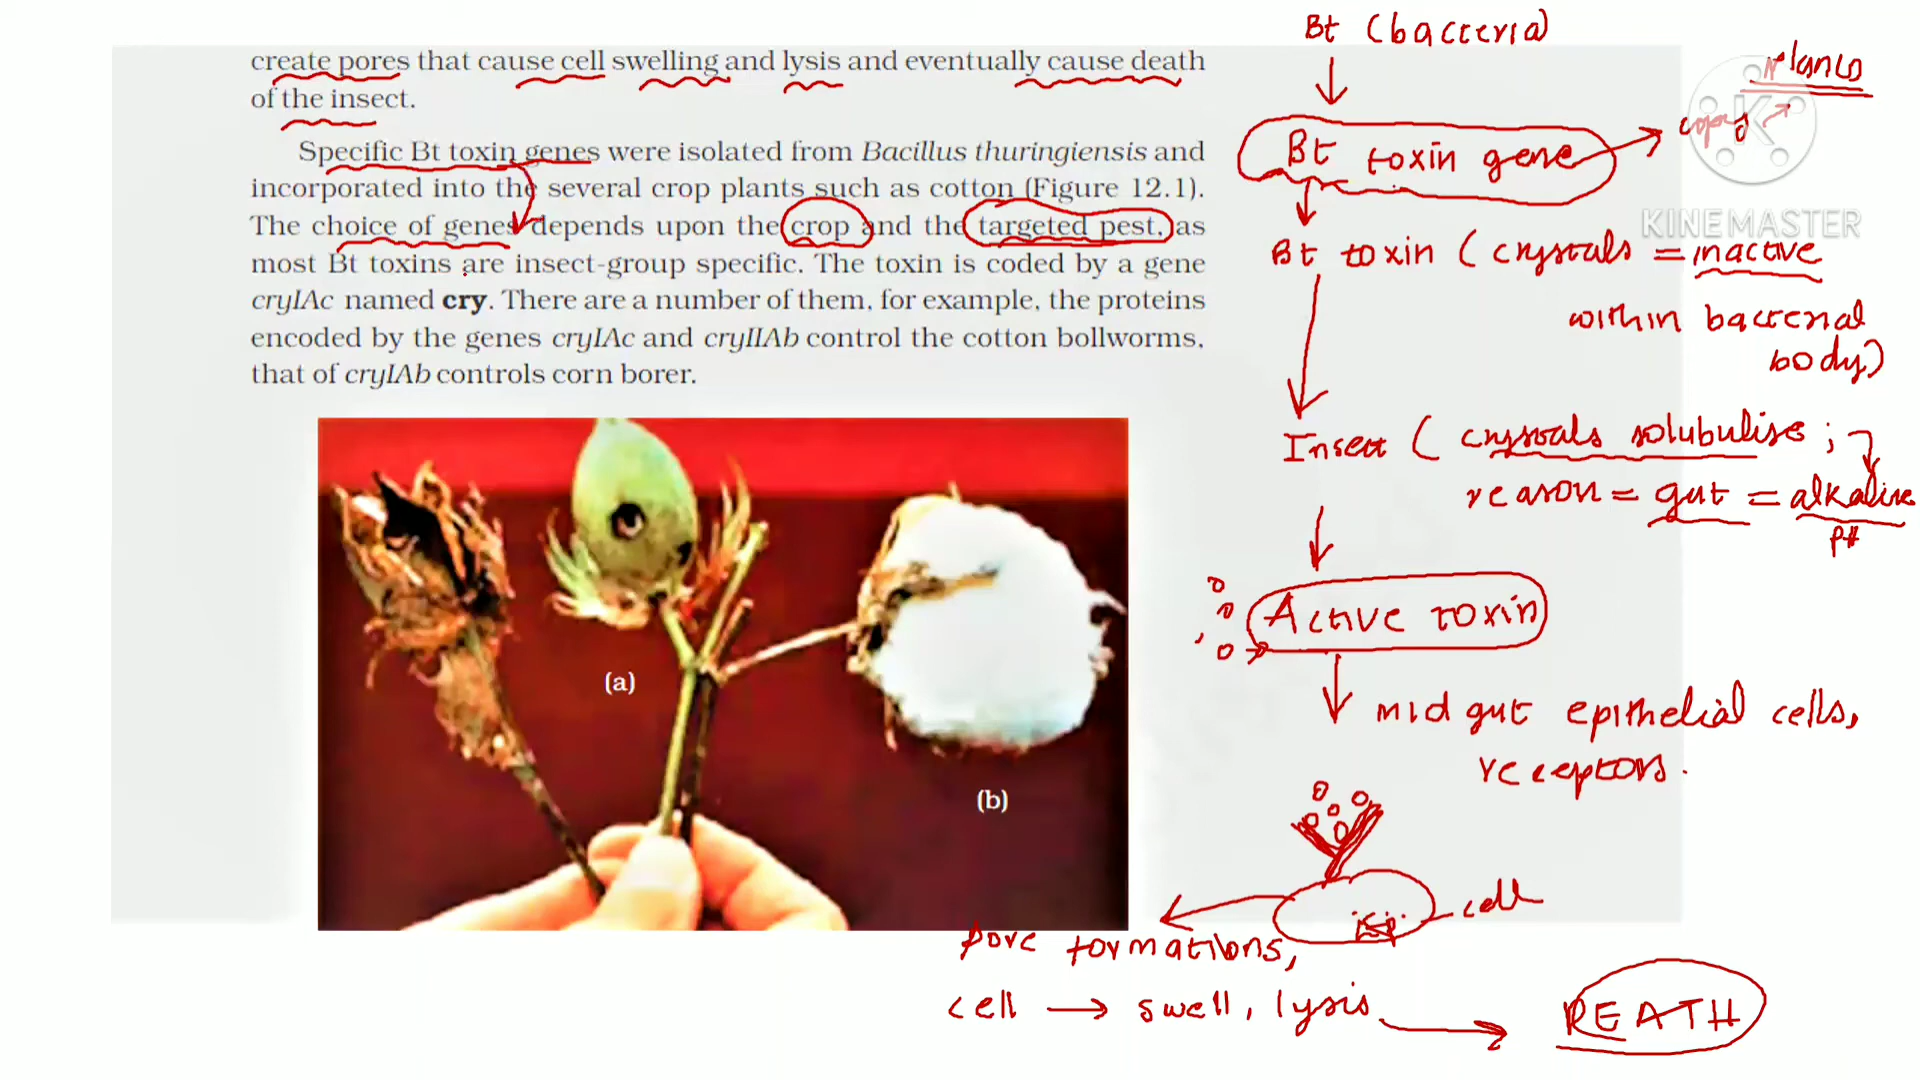 create pores that cause cell swelling and lysis and eventually cause death
of the insect.
Specific Bt toxin genes were isolated from Bacillus thuringiensis and
incorporated into the several crop plants such as cotton (Figure 12.1).
The choice of genes depends upon the crop and the targeted pest, as
most Bt toxins are insect-group specific. The toxin is coded by a gene
cryIAc named cry. There are a number of them, for example, the proteins
encoded by the genes cryIAc and cryIIAb control the cotton bollworms,
that of cryIAb controls corn borer.
(a)
(b)
Bt (bacteria)
plants
Bt toxin gene
KINEMASTER
Bt toxin (crystals = inactive
within bacterial
body)
Insect (crystals solubulise;
reason = gut = alkaline
pH
Active toxin
mid gut epithelial cells,
receptors.
cell
Pore formations,
cell → swell, lysis
DEATH